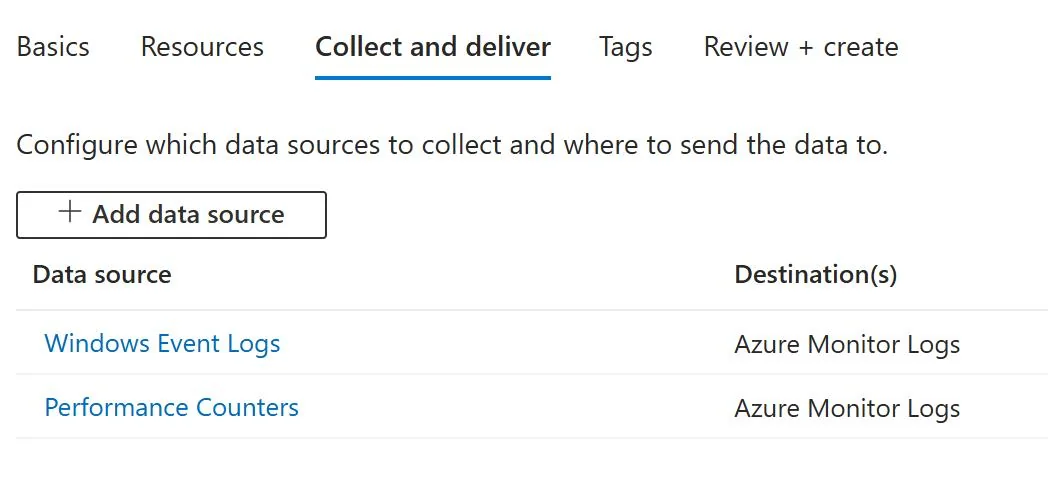 Basics Resources Collect and deliver Tags Review + create
Configure which data sources to collect and where to send the data to.
+ Add data source
Data source Destination(s)
Windows Event Logs Azure Monitor Logs
Performance Counters Azure Monitor Logs